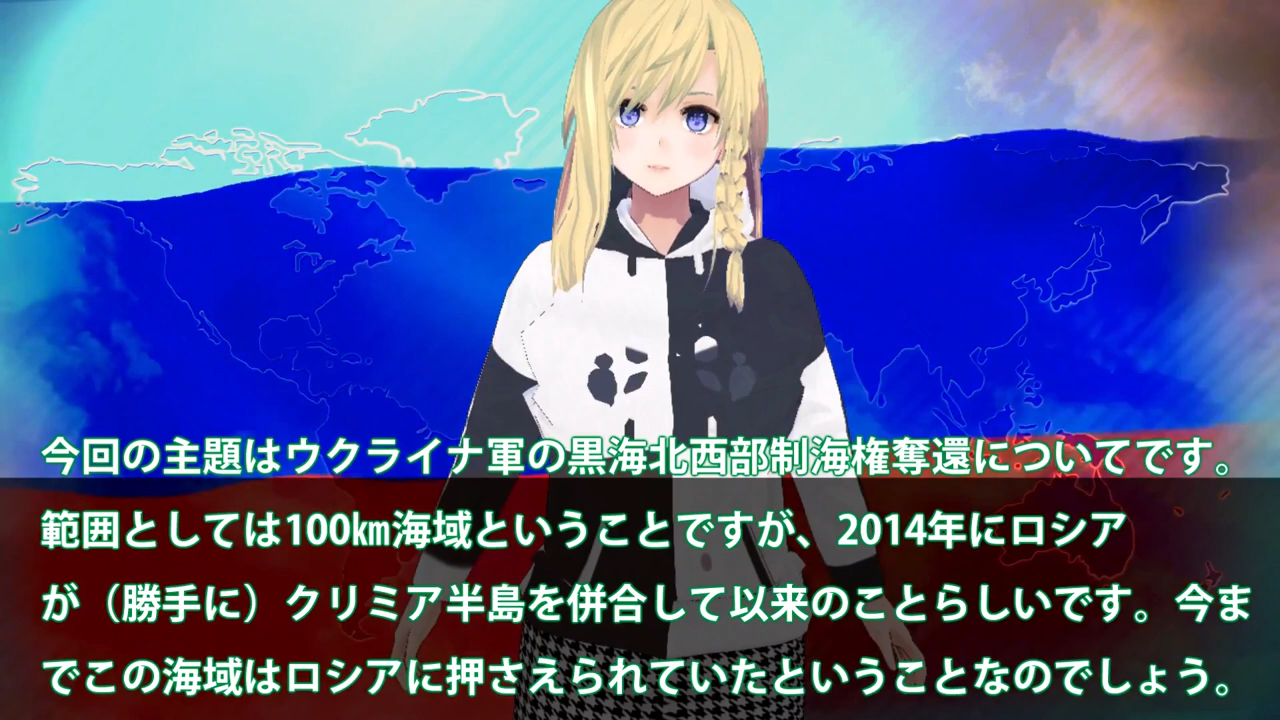 今回の主題はウクライナ軍の黒海北西部制海権奪還についてです。
範囲としては100㎞海域ということですが、2014年にロシア
が（勝手に）クリミア半島を併合して以来のことらしいです。今ま
でこの海域はロシアに押さえられていたということなのでしょう。